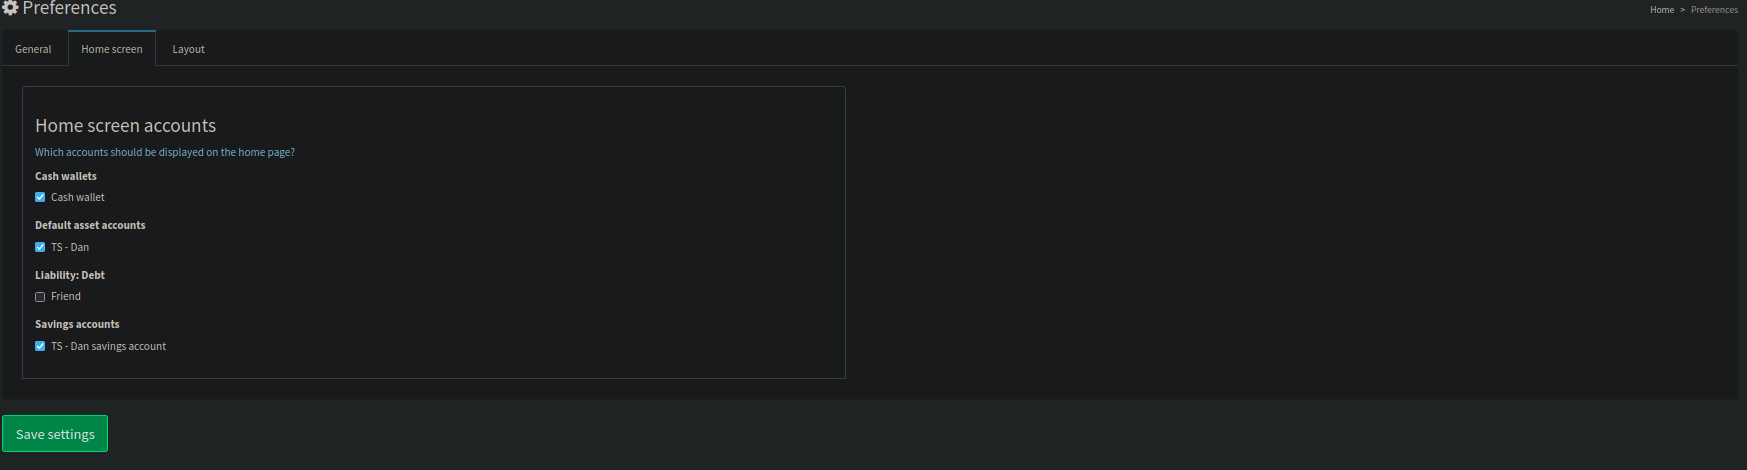 Preferences
Home > Preferences
General
Home screen
Layout
Home screen accounts
Which accounts should be displayed on the home page?
Cash wallets
Cash wallet
Default asset accounts
TS - Dan
Liability: Debt
Friend
Savings accounts
TS - Dan savings account
Save settings